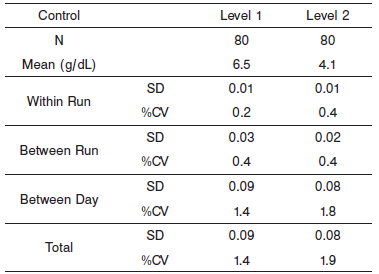 Control Level 1 Level 2
N 80 80
Mean (g/dL) 6.5 4.1
Within Run SD 0.01 0.01
%CV 0.2 0.4
Between Run SD 0.03 0.02
%CV 0.4 0.4
Between Day SD 0.09 0.08
%CV 1.4 1.8
Total SD 0.09 0.08
%CV 1.4 1.9